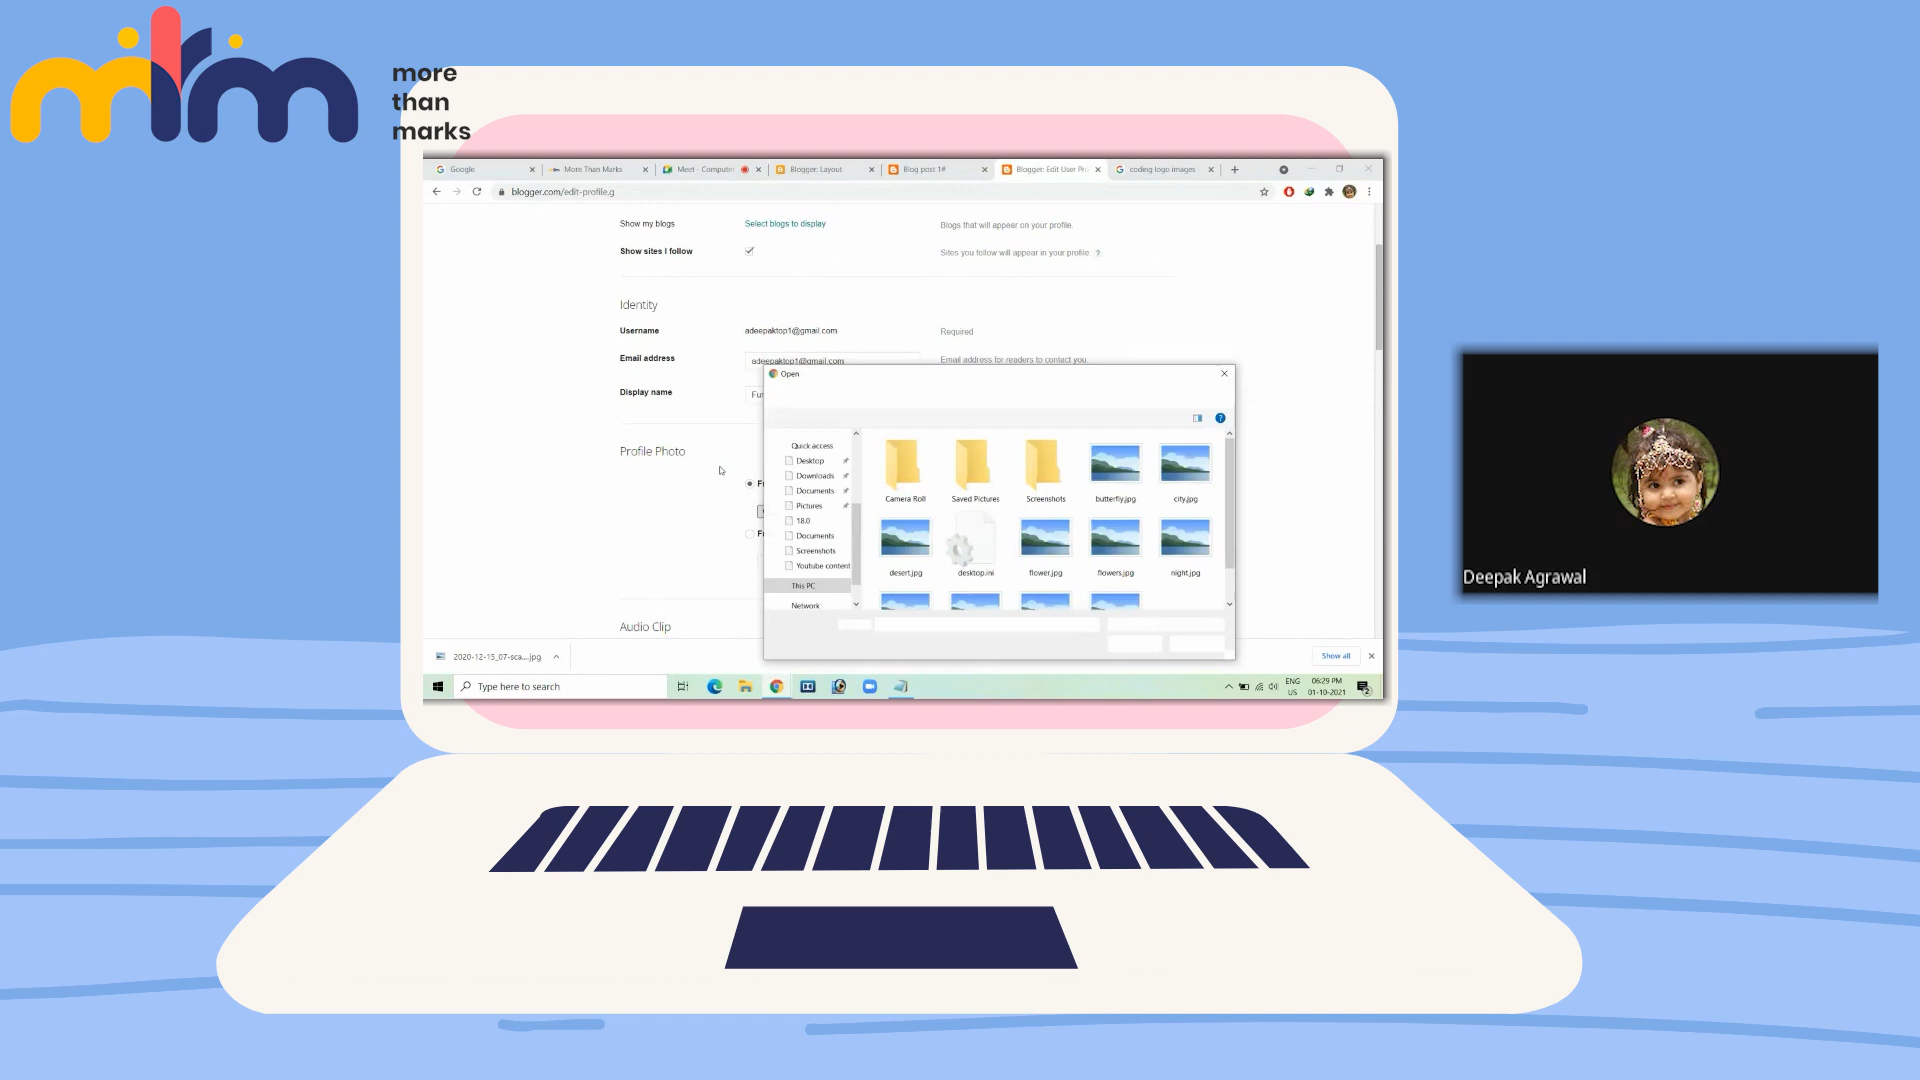 more
than
marks
Google
More Than Marks
Meet - Computer
Blogger: Layout
Blog post 1#
Blogger: Edit User Pro
coding logo images
blogger.com/edit-profile.g
Show my blogs
Select blogs to display
Blogs that will appear on your profile.
Show sites I follow
Sites you follow will appear in your profile. ?
Identity
Username
adeepaktop1@gmail.com
Required
Email address
adeepaktop1@gmail.com
Email address for readers to contact you.
Display name
Open
Profile Photo
Quick access
Desktop
Downloads
Documents
Pictures
18.0
Documents
Screenshots
Youtube content
This PC
Network
Camera Roll
Saved Pictures
Screenshots
butterfly.jpg
city.jpg
desert.jpg
desktop.ini
flower.jpg
flowers.jpg
night.jpg
Audio Clip
2020-12-15_07-sca....jpg
Show all
Type here to search
ENG
US
06:29 PM
01-10-2021
Deepak Agrawal